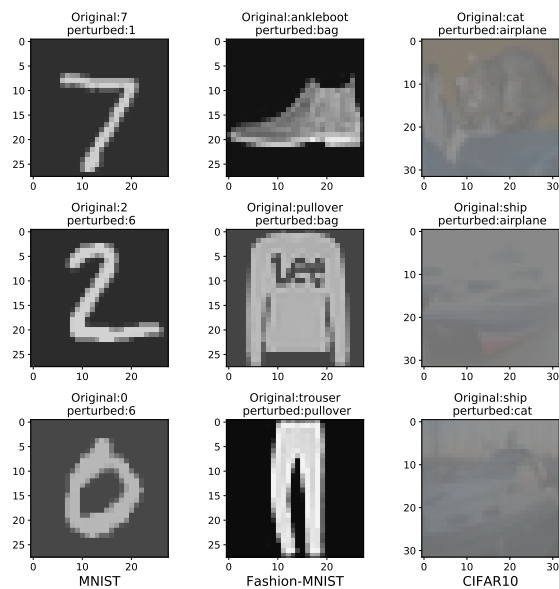 Original:7
perturbed:1
Original:ankleboot
perturbed:bag
Original:cat
perturbed:airplane
0
5
10
15
20
25
0 10 20
0
5
10
15
20
25
0 10 20
0
10
20
30
0 10 20 30
Original:2
perturbed:6
Original:pullover
perturbed:bag
Original:ship
perturbed:airplane
0
5
10
15
20
25
0 10 20
Lee
0
5
10
15
20
25
0 10 20
0
10
20
30
0 10 20 30
Original:0
perturbed:6
Original:trouser
perturbed:pullover
Original:ship
perturbed:cat
0
5
10
15
20
25
0 10 20
0
5
10
15
20
25
0 10 20
0
10
20
30
0 10 20 30
MNIST
Fashion-MNIST
CIFAR10